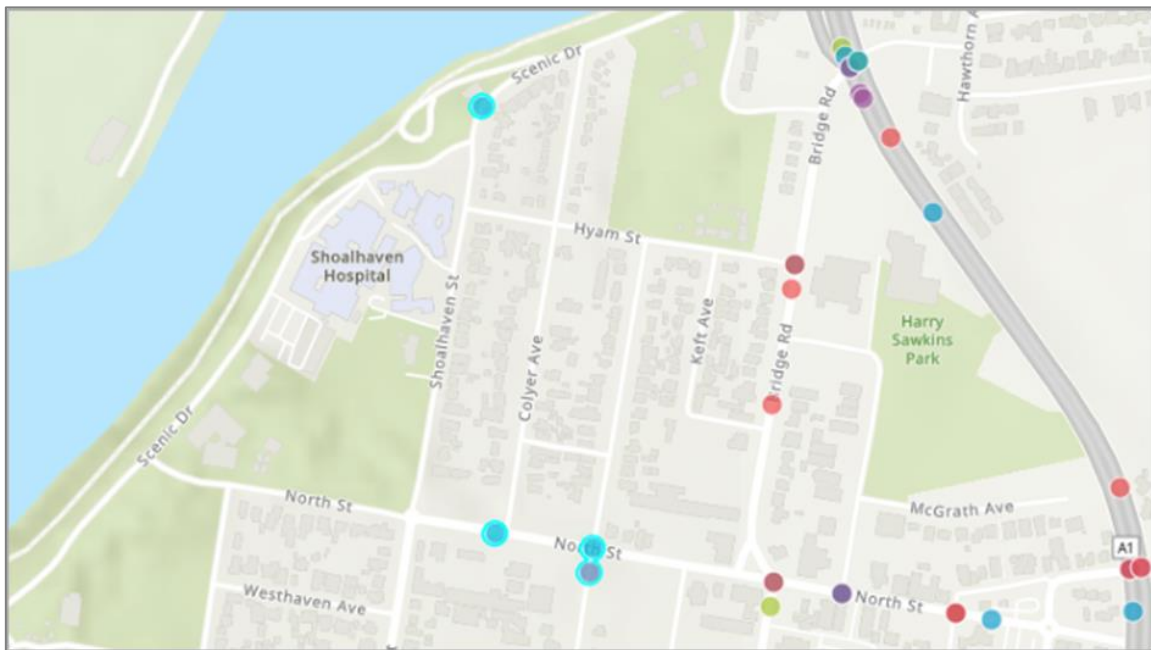 Scenic Dr
Hawthorn A
Bridge Rd
Hyam St
Shoalhaven
Hospital
Shoalhaven St
Colyer Ave
Keft Ave
Bridge Rd
Harry
Sawkins
Park
Scenic Dr
North St
McGrath Ave
North St
A1
Westhaven Ave
North St